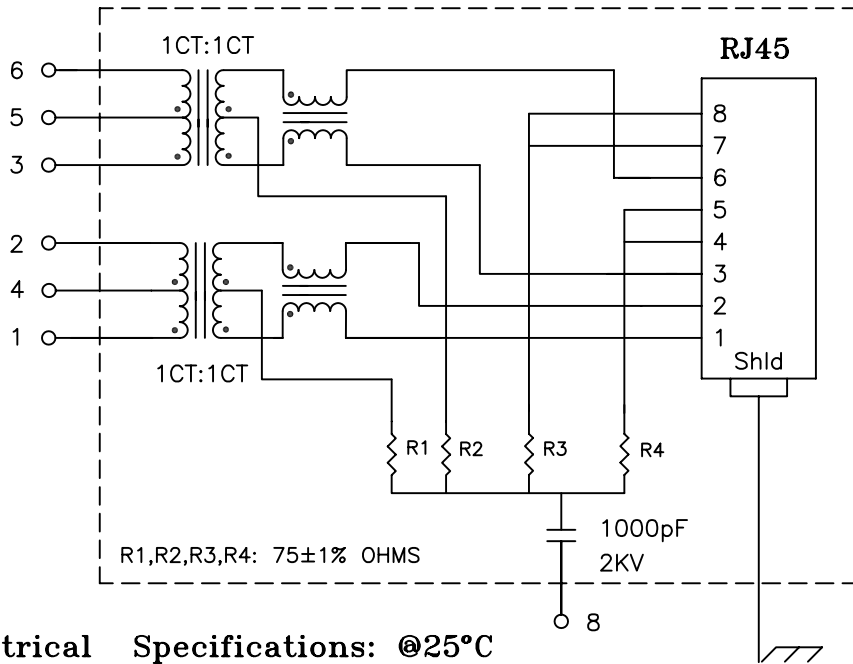 1CT:1CT
RJ45
6
5
3
2
4
1
1CT:1CT
8
7
6
5
4
3
2
1
Shld
R1
R2
R3
R4
1000pF
2KV
R1,R2,R3,R4: 75±1% OHMS
8
trical Specifications: @25°C